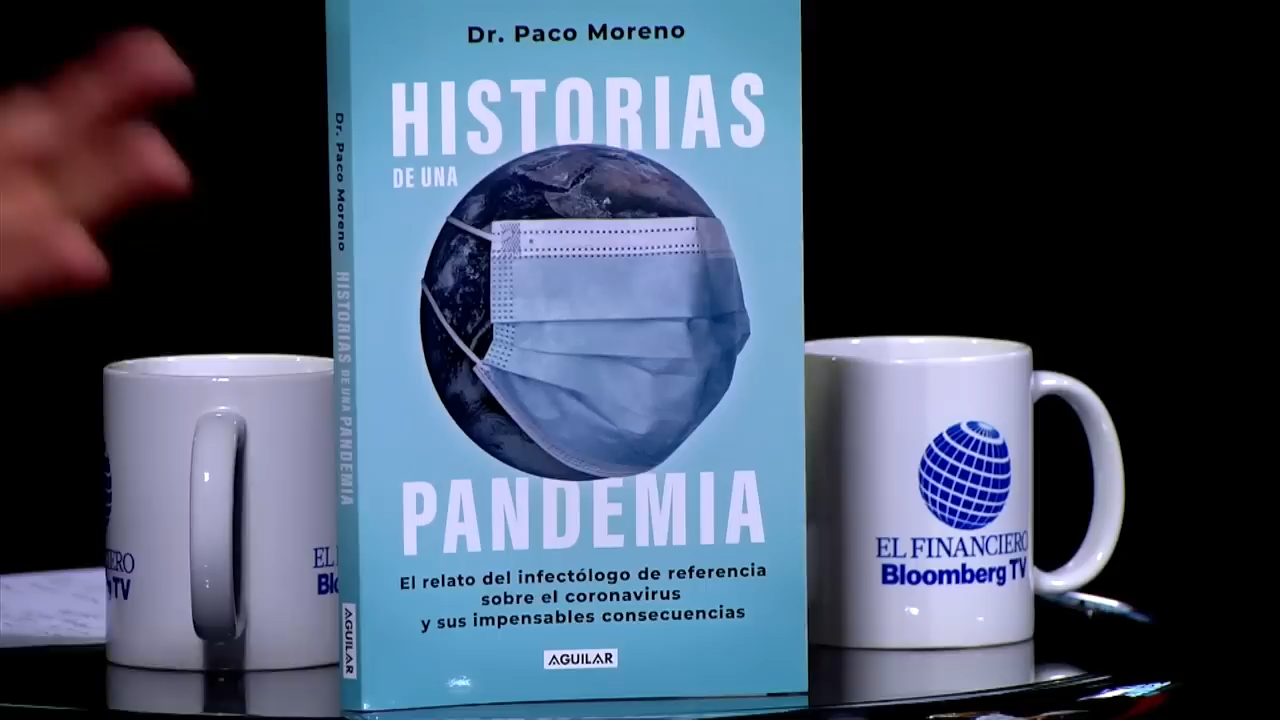 Dr. Paco Moreno
HISTORIAS
DE UNA
PANDEMIA
El relato del infectólogo de referencia
sobre el coronavirus
y sus impensables consecuencias
AGUILAR
Dr. Paco Moreno HISTORIAS DE UNA PANDEMIA AGUILAR
EL FINANCIERO
Bloomberg TV